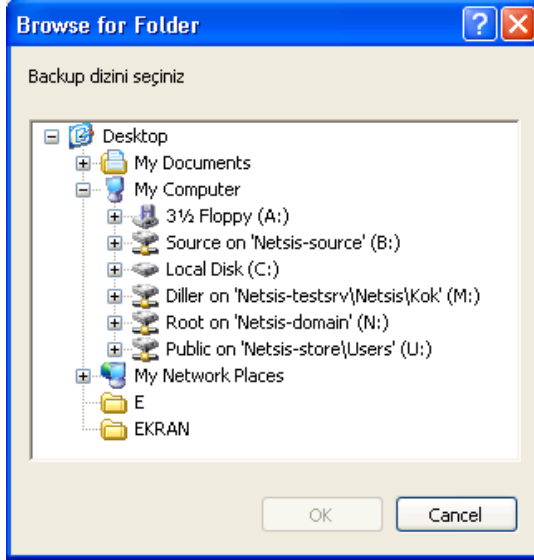 Browse for Folder
Backup dizini seçiniz
Desktop
My Documents
My Computer
3½ Floppy (A:)
Source on 'Netsis-source' (B:)
Local Disk (C:)
Diller on 'Netsis-testsrv\Netsis\Kok' (M:)
Root on 'Netsis-domain' (N:)
Public on 'Netsis-store\Users' (U:)
My Network Places
E
EKRAN
OK
Cancel